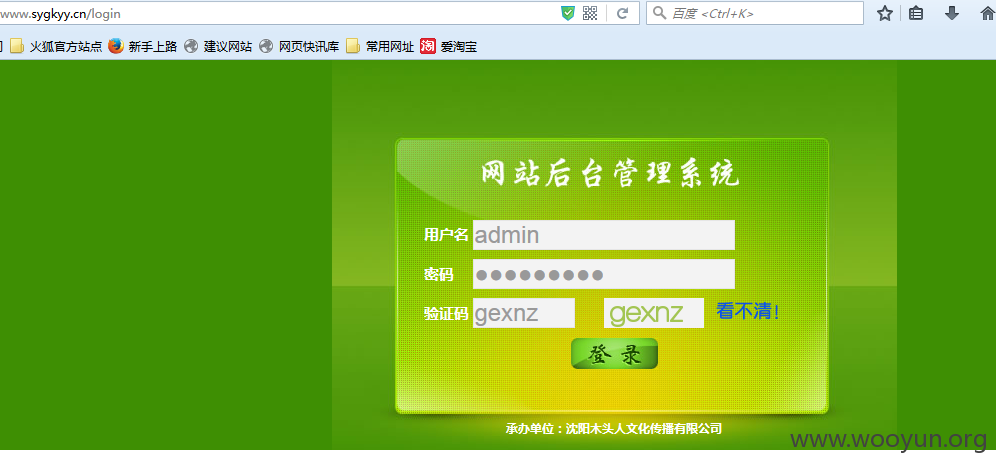 www.sygkyy.cn/login
百度 <Ctrl+K>
火狐官方站点 新手上路 建议网站 网页快讯库 常用网址 淘 爱淘宝
网站后台管理系统
用户名 admin
密码 ●●●●●●●●●
验证码 gexnz gexnz 看不清!
登 录
承办单位：沈阳木头人文化传播有限公司
www.wooyun.org